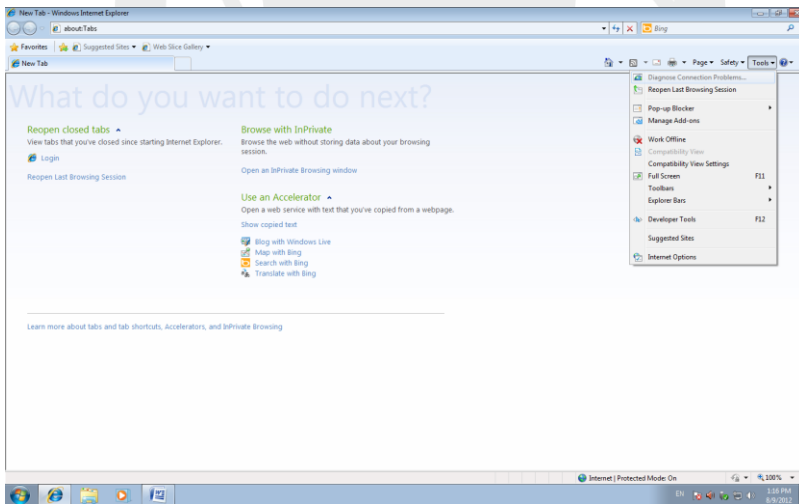 New Tab - Windows Internet Explorer
about:Tabs
Bing
Favorites Suggested Sites Web Slice Gallery
New Tab
Page Safety Tools
What do you want to do next?
Reopen closed tabs
View tabs that you've closed since starting Internet Explorer.
Login
Reopen Last Browsing Session
Browse with InPrivate
Browse the web without storing data about your browsing
session.
Open an InPrivate Browsing window
Use an Accelerator
Open a web service with text that you've copied from a webpage.
Show copied text
Blog with Windows Live
Map with Bing
Search with Bing
Translate with Bing
Learn more about tabs and tab shortcuts, Accelerators, and InPrivate Browsing
Diagnose Connection Problems...
Reopen Last Browsing Session
Pop-up Blocker
Manage Add-ons
Work Offline
Compatibility View
Compatibility View Settings
Full Screen F11
Toolbars
Explorer Bars
Developer Tools F12
Suggested Sites
Internet Options
Internet | Protected Mode: On
100%
EN
1:16 PM
8/9/2012